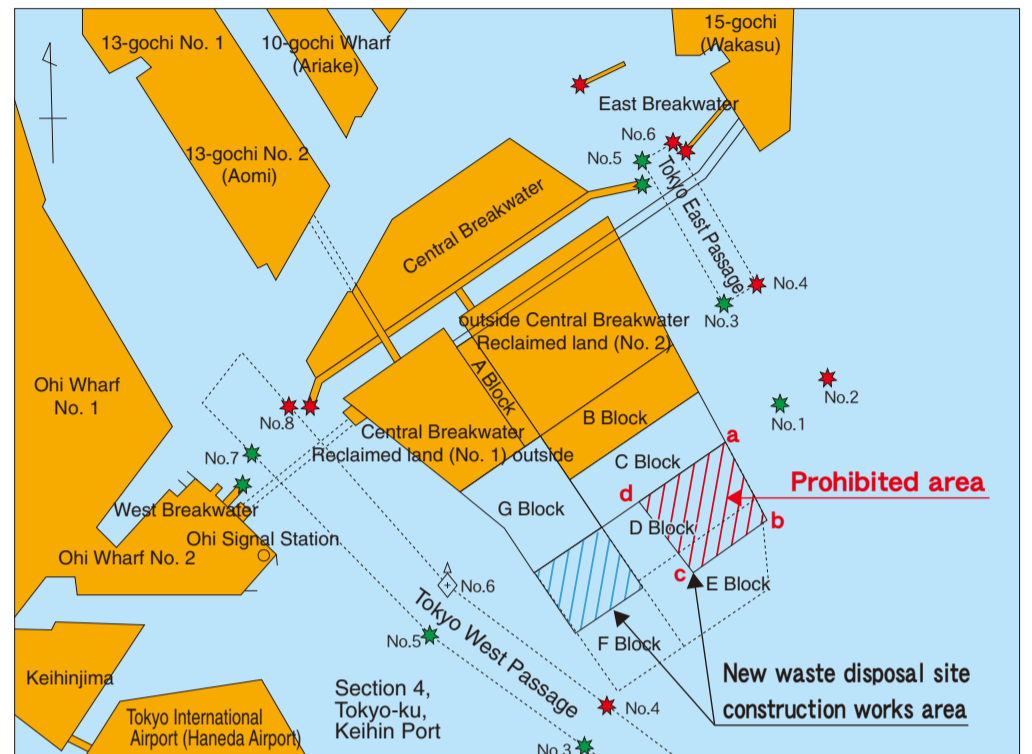 13-gochi No. 1
10-gochi Wharf
(Ariake)
15-gochi
(Wakasu)
East Breakwater
No.6
No.5
13-gochi No. 2
(Aomi)
Tokyo East Passage
Central Breakwater
No.4
No.3
outside Central Breakwater
Reclaimed land (No. 2)
A Block
No.2
No.1
Ohi Wharf
No. 1
B Block
No.8
Central Breakwater
Reclaimed land (No. 1) outside
a
C Block
No.7
Prohibited area
d
G Block
b
West Breakwater
D Block
Ohi Signal Station
Ohi Wharf No. 2
c
E Block
No.6
Tokyo West Passage
No.5
F Block
Keihinjima
New waste disposal site
construction works area
Section 4,
Tokyo-ku,
Keihin Port
No.4
Tokyo International
Airport (Haneda Airport)
No.3